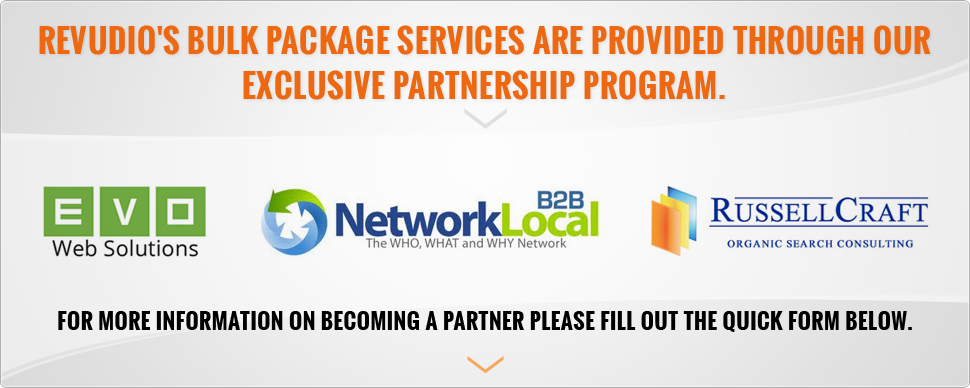 REVUDIO'S BULK PACKAGE SERVICES ARE PROVIDED THROUGH OUR
EXCLUSIVE PARTNERSHIP PROGRAM.
EVO
Web Solutions
B2B
NetworkLocal
The WHO, WHAT and WHY Network
RUSSELLCRAFT
ORGANIC SEARCH CONSULTING
FOR MORE INFORMATION ON BECOMING A PARTNER PLEASE FILL OUT THE QUICK FORM BELOW.